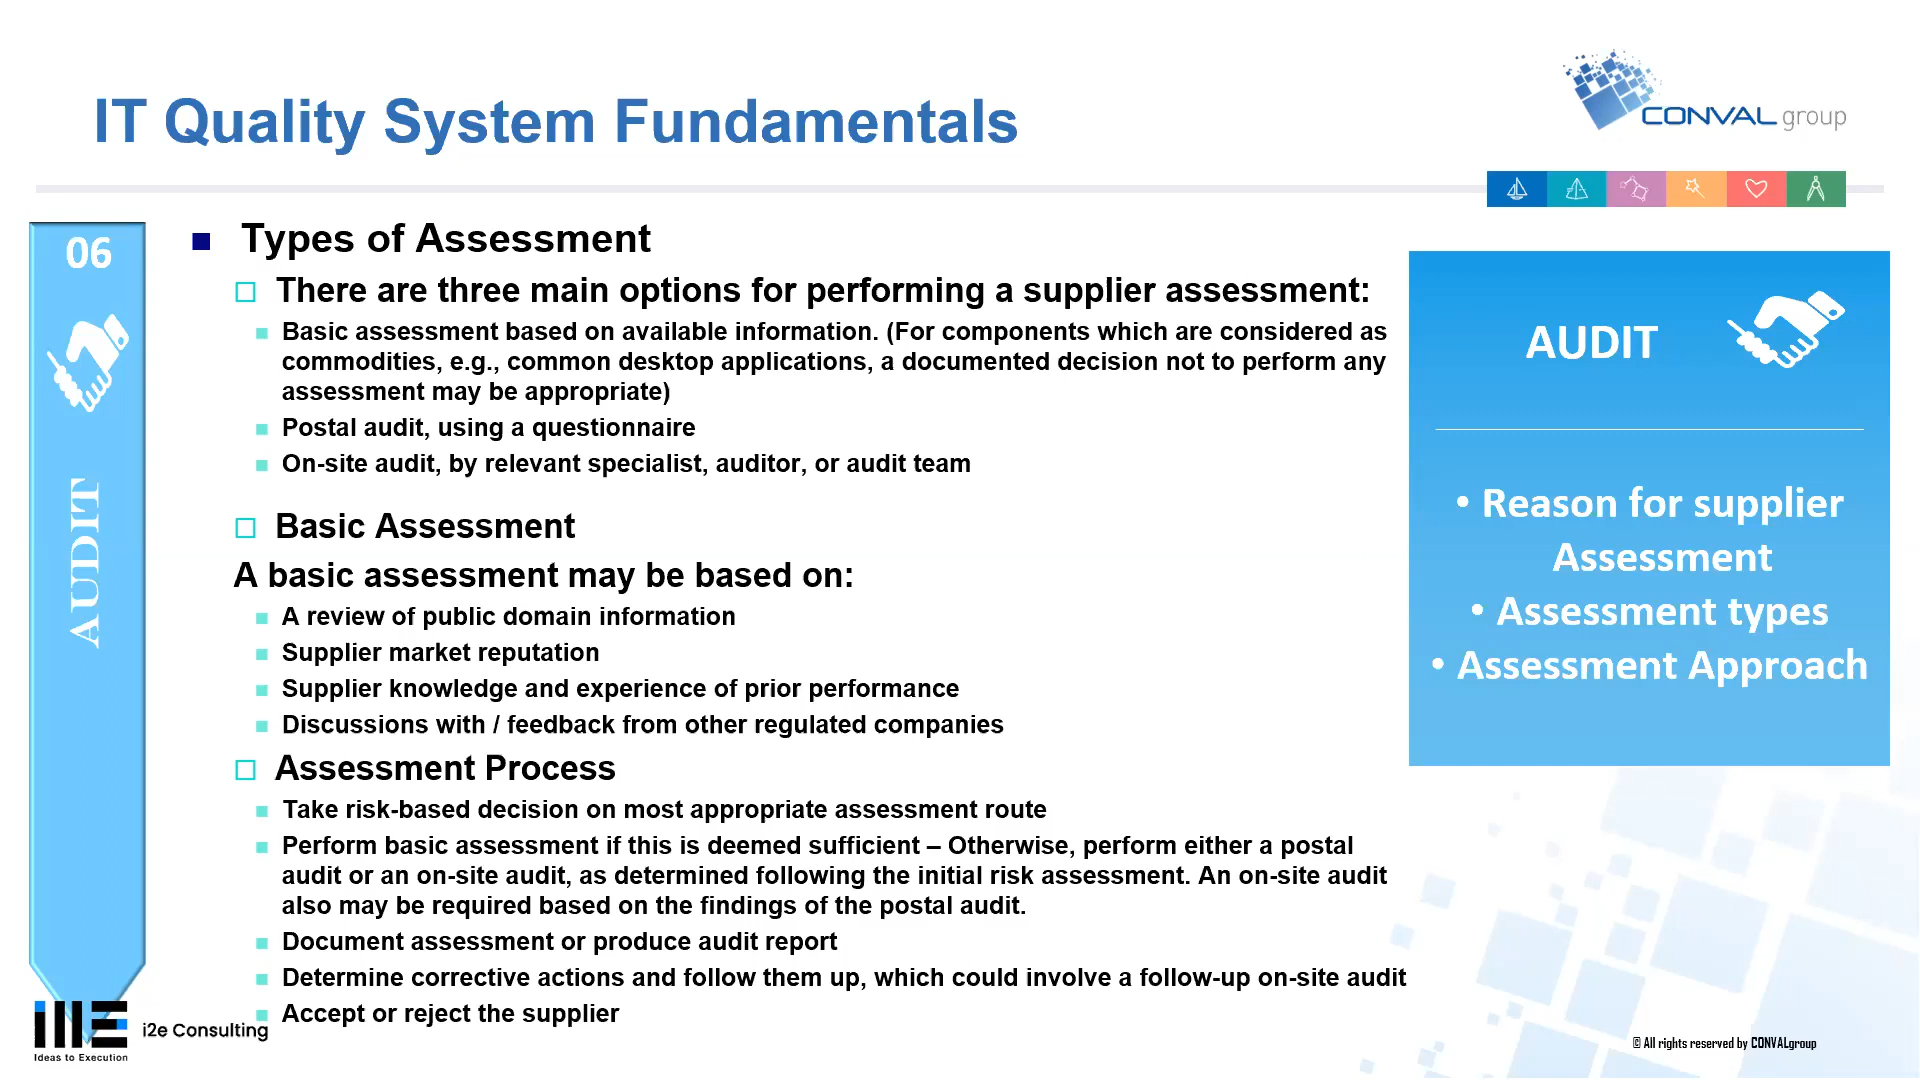 IT Quality System Fundamentals
CONVAL group
06
AUDIT
Types of Assessment
There are three main options for performing a supplier assessment:
Basic assessment based on available information. (For components which are considered as
commodities, e.g., common desktop applications, a documented decision not to perform any
assessment may be appropriate)
Postal audit, using a questionnaire
On-site audit, by relevant specialist, auditor, or audit team
Basic Assessment
A basic assessment may be based on:
A review of public domain information
Supplier market reputation
Supplier knowledge and experience of prior performance
Discussions with / feedback from other regulated companies
Assessment Process
Take risk-based decision on most appropriate assessment route
Perform basic assessment if this is deemed sufficient – Otherwise, perform either a postal
audit or an on-site audit, as determined following the initial risk assessment. An on-site audit
also may be required based on the findings of the postal audit.
Document assessment or produce audit report
Determine corrective actions and follow them up, which could involve a follow-up on-site audit
Accept or reject the supplier
AUDIT
• Reason for supplier
Assessment
• Assessment types
• Assessment Approach
i2e Consulting
Ideas to Execution
© All rights reserved by CONVALgroup